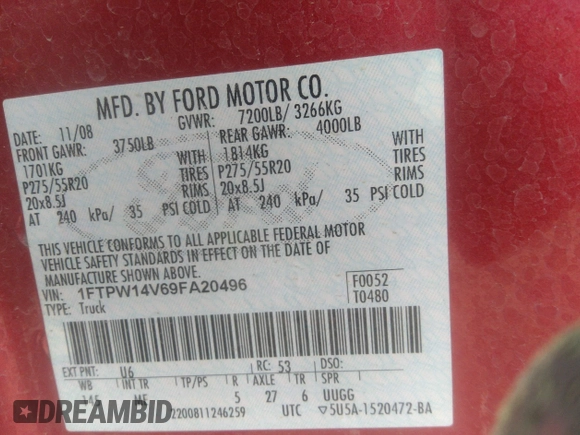 MFD. BY FORD MOTOR CO.
DATE: 11/08 GVWR: 7200LB/ 3266KG
FRONT GAWR: 3750LB REAR GAWR: 4000LB
1701KG WITH 1814KG WITH
P275/55R20 TIRES P275/55R20 TIRES
20x8.5J RIMS 20x8.5J RIMS
AT 240 kPa/ 35 PSI COLD AT 240 kPa/ 35 PSI COLD
THIS VEHICLE CONFORMS TO ALL APPLICABLE FEDERAL MOTOR
VEHICLE SAFETY STANDARDS IN EFFECT ON THE DATE OF
MANUFACTURE SHOWN ABOVE.
VIN: 1FTPW14V69FA20496 F0052
TYPE: Truck T0480
EXT PNT: U6 RC: 53 DSO:
WB INT TR TP/PS R AXLE TR SPR
145 5 27 6 UUGG
2200811246259 UTC ▽5U5A-1520472-BA
DREAMBIDS
.COM